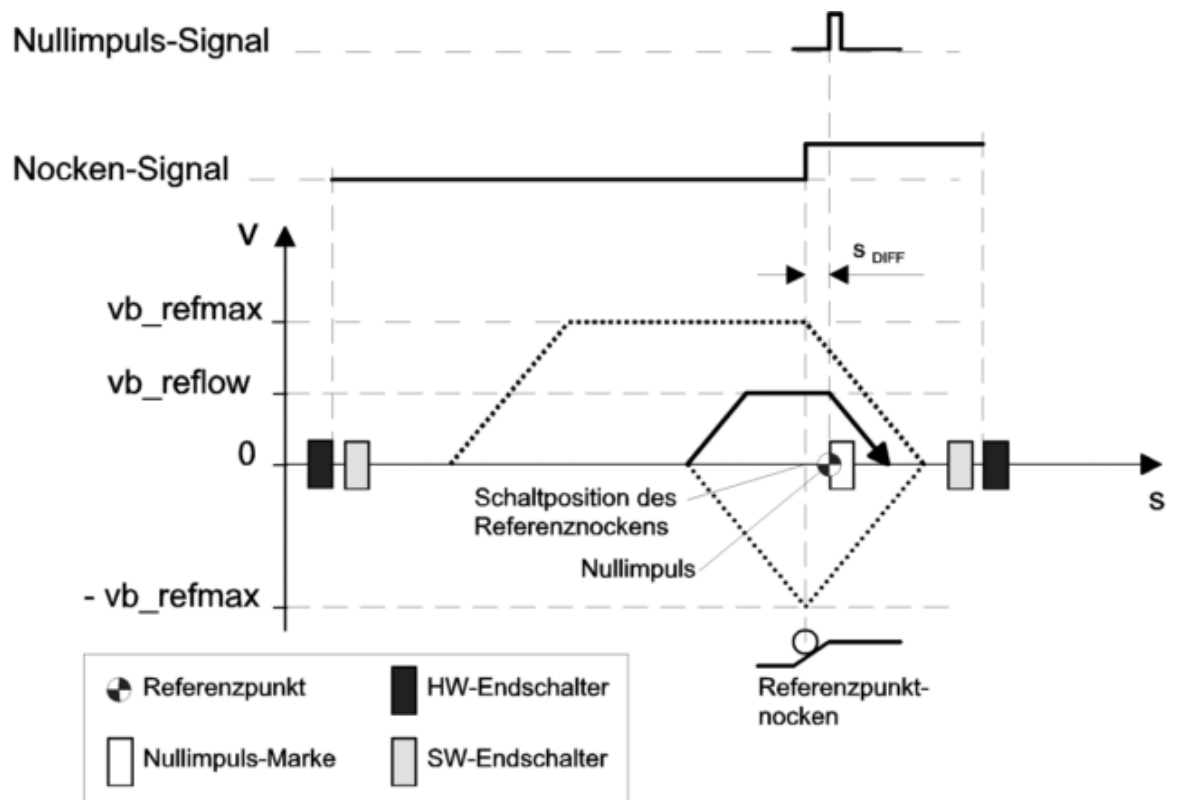 Nullimpuls-Signal
Nocken-Signal
V
s DIFF
vb_refmax
vb_reflow
0
s
Schaltposition des
Referenznockens
Nullimpuls
- vb_refmax
Referenzpunkt-
nocken
Referenzpunkt
HW-Endschalter
Nullimpuls-Marke
SW-Endschalter